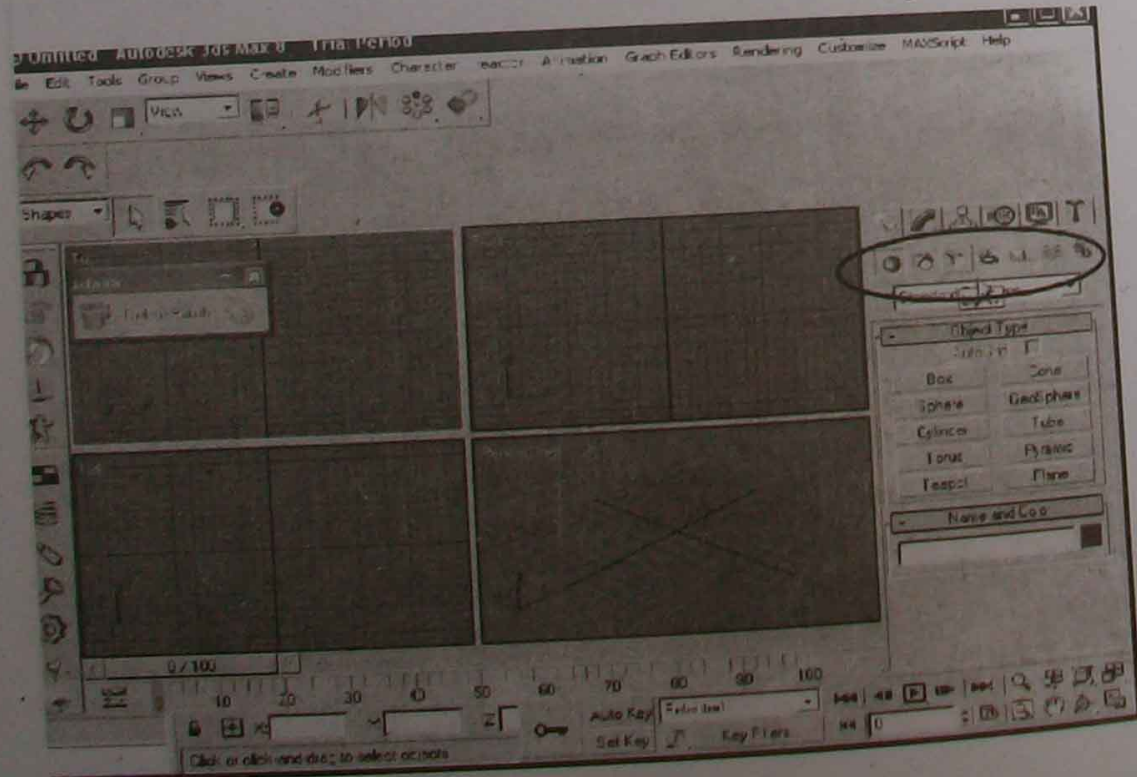 Untitled Autodesk 3ds Max 8 Trial Period
Edit Tools Group Views Create Modifiers Character Animation Graph Editors Rendering Customize MAXScript Help
View
Shapes
Object Type
Box Cone
Sphere GeoSphere
Cylinder Tube
Torus Pyramid
Teapot Plane
Name and Color
0 / 100
10 20 30 40 50 60 70 80 90 100
X Y Z
Auto Key
Set Key Key Filters
0
Click or click-and-drag to select objects